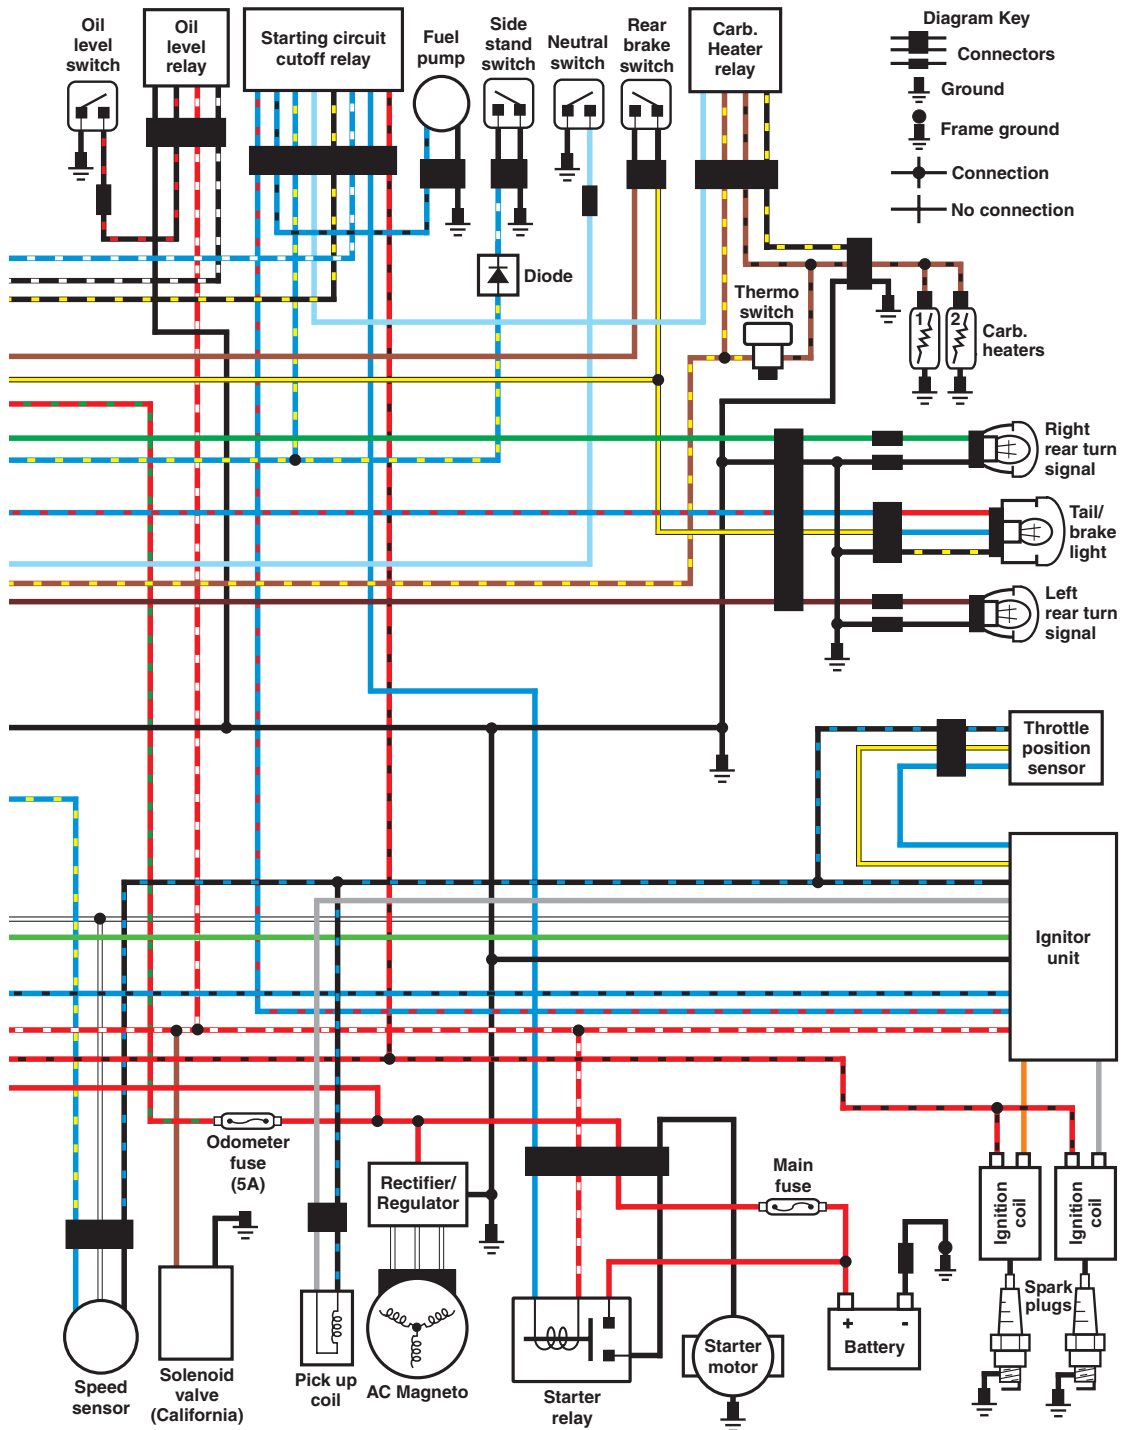 Oil
level
switch
Oil
level
relay
Starting circuit
cutoff relay
Fuel
pump
Side
stand
switch
Neutral
switch
Rear
brake
switch
Carb.
Heater
relay
Diagram Key
Connectors
Ground
Frame ground
Connection
No connection
Diode
Thermo
switch
1
2
Carb.
heaters
Right
rear turn
signal
Tail/
brake
light
Left
rear turn
signal
Throttle
position
sensor
Ignitor
unit
Odometer
fuse
(5A)
Rectifier/
Regulator
Main
fuse
Ignition
coil
Ignition
coil
Spark
plugs
+
-
Battery
Starter
motor
Speed
sensor
Solenoid
valve
(California)
Pick up
coil
AC Magneto
Starter
relay